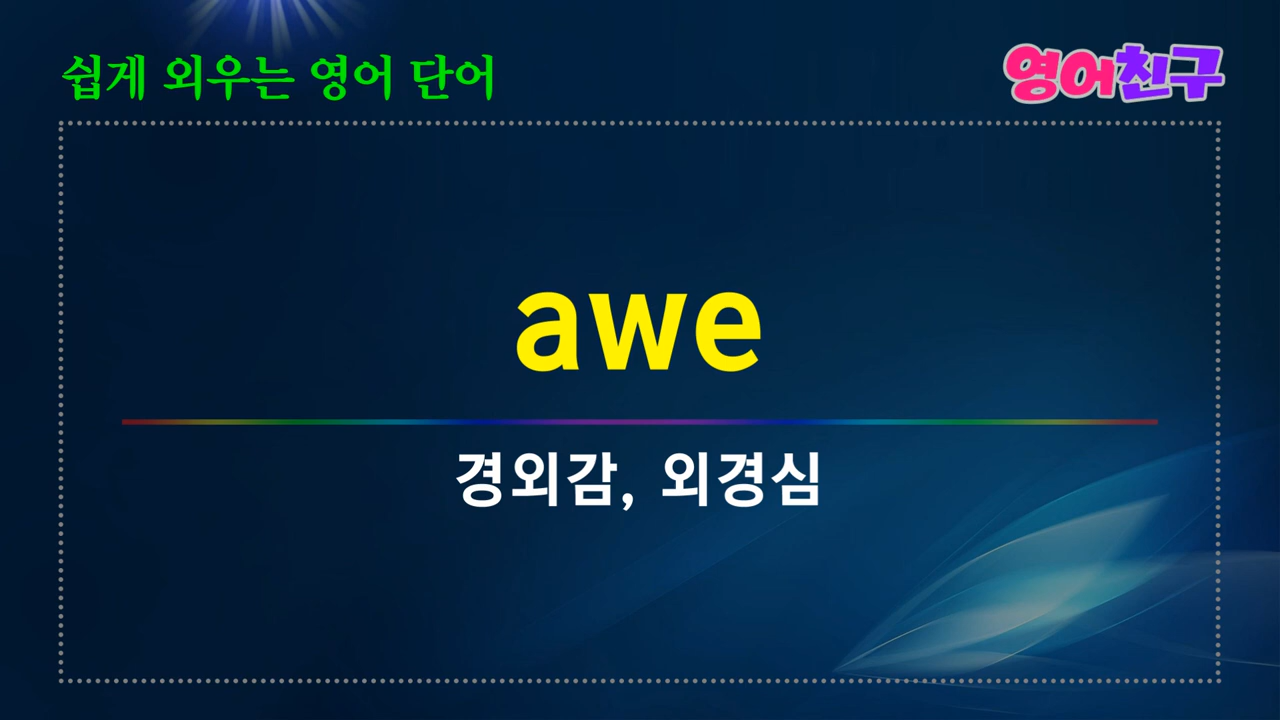 쉽게 외우는 영어 단어
영어친구
awe
경외감, 외경심